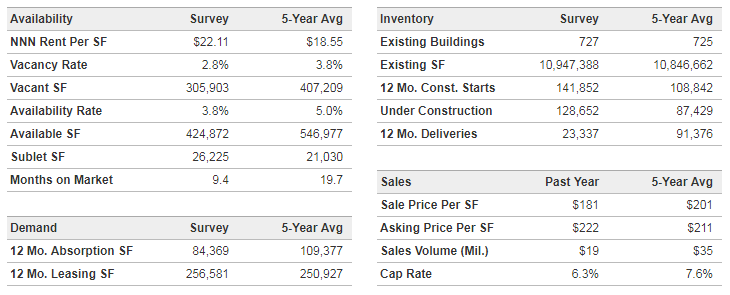 Availability Survey 5-Year Avg
NNN Rent Per SF $22.11 $18.55
Vacancy Rate 2.8% 3.8%
Vacant SF 305,903 407,209
Availability Rate 3.8% 5.0%
Available SF 424,872 546,977
Sublet SF 26,225 21,030
Months on Market 9.4 19.7
Demand Survey 5-Year Avg
12 Mo. Absorption SF 84,369 109,377
12 Mo. Leasing SF 256,581 250,927
Inventory Survey 5-Year Avg
Existing Buildings 727 725
Existing SF 10,947,388 10,846,662
12 Mo. Const. Starts 141,852 108,842
Under Construction 128,652 87,429
12 Mo. Deliveries 23,337 91,376
Sales Past Year 5-Year Avg
Sale Price Per SF $181 $201
Asking Price Per SF $222 $211
Sales Volume (Mil.) $19 $35
Cap Rate 6.3% 7.6%